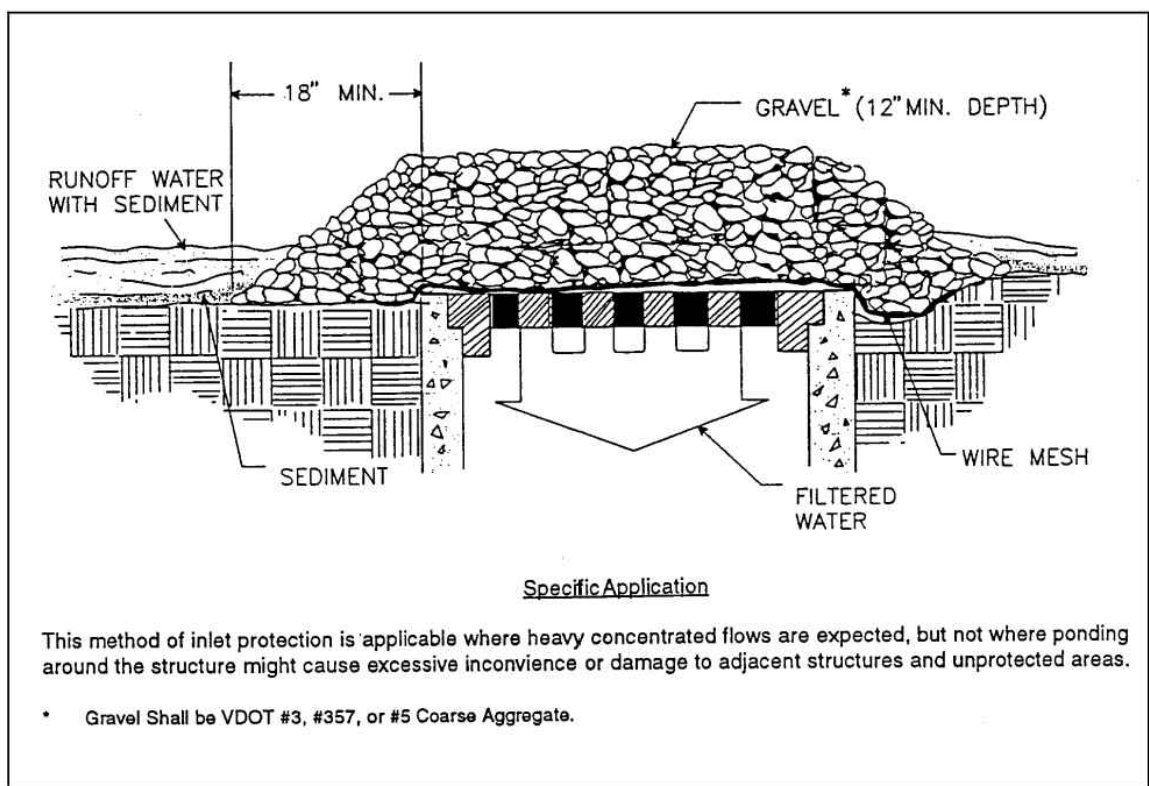 18" MIN.
GRAVEL* (12" MIN. DEPTH)
RUNOFF WATER
WITH SEDIMENT
SEDIMENT
WIRE MESH
FILTERED
WATER
Specific Application
This method of inlet protection is applicable where heavy concentrated flows are expected, but not where ponding
around the structure might cause excessive inconvience or damage to adjacent structures and unprotected areas.
* Gravel Shall be VDOT #3, #357, or #5 Coarse Aggregate.